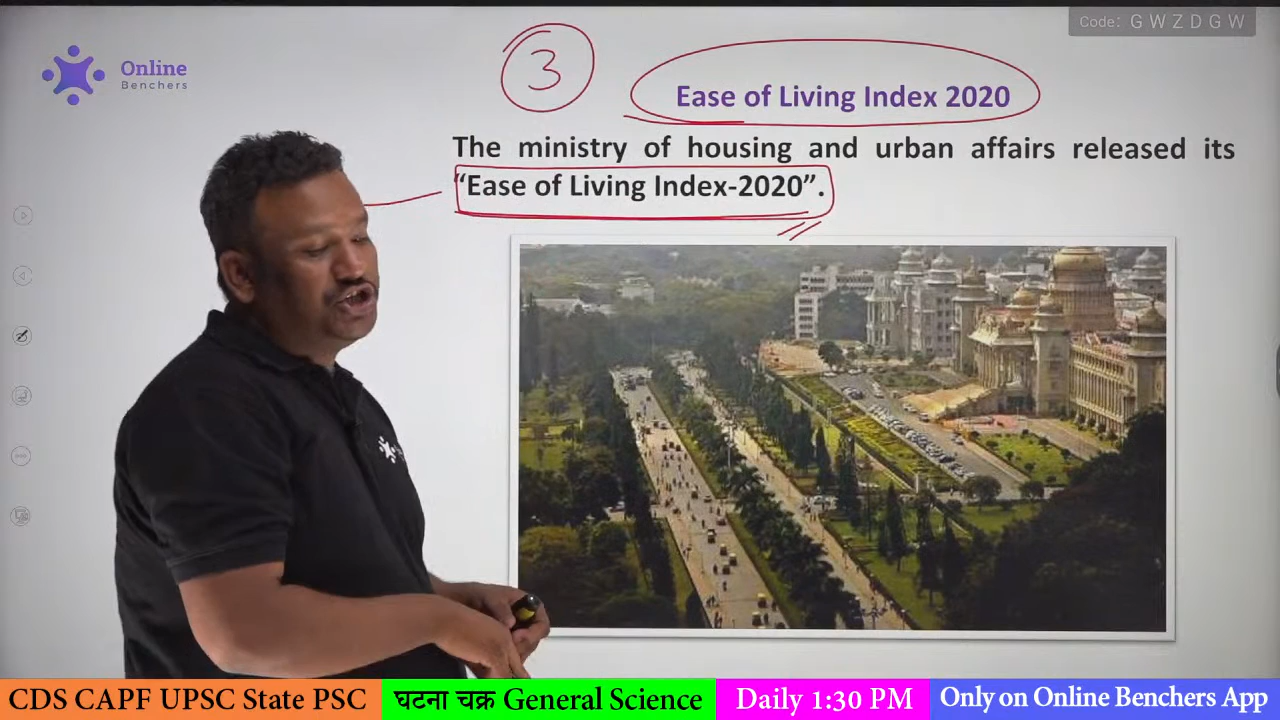 Code: G W Z D G W
Online
Benchers
3
Ease of Living Index 2020
The ministry of housing and urban affairs released its
“Ease of Living Index-2020”.
CDS CAPF UPSC State PSC
घटना चक्र General Science
Daily 1:30 PM
Only on Online Benchers App